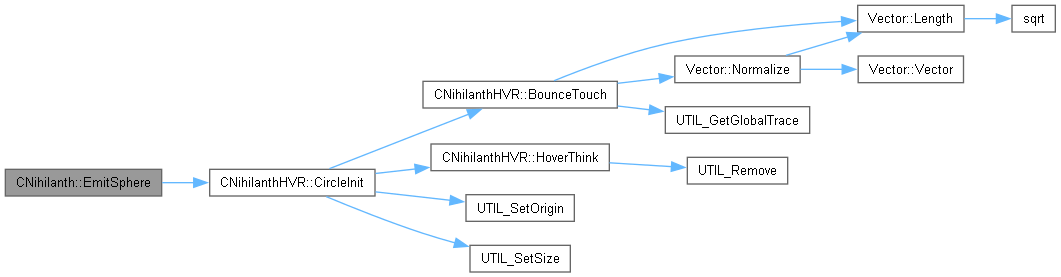 CNihilanth::EmitSphere
CNihilanthHVR::CircleInit
CNihilanthHVR::BounceTouch
CNihilanthHVR::HoverThink
UTIL_SetOrigin
UTIL_SetSize
Vector::Normalize
UTIL_GetGlobalTrace
UTIL_Remove
Vector::Length
Vector::Vector
sqrt